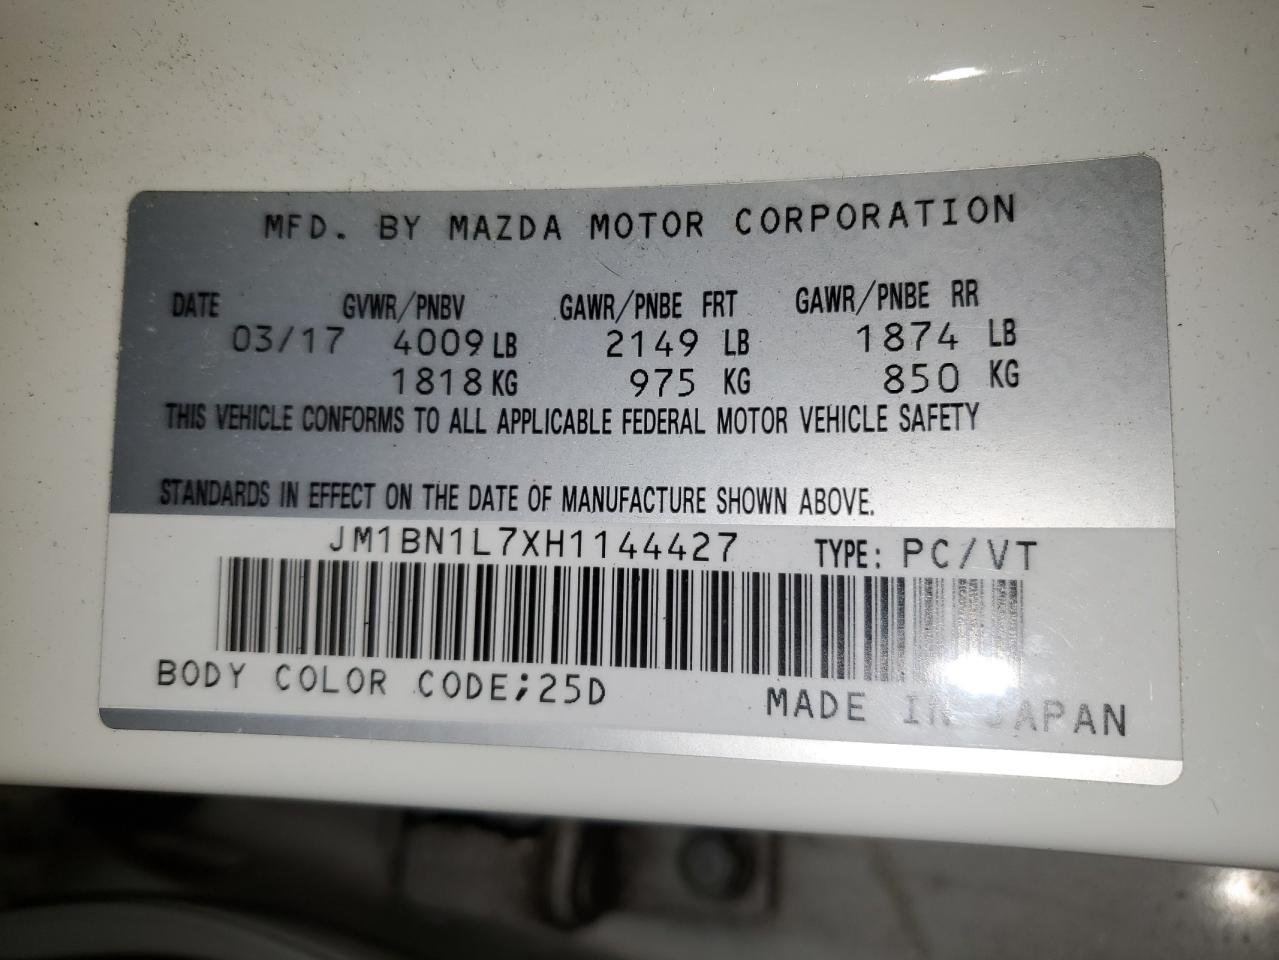 MFD. BY MAZDA MOTOR CORPORATION
DATE GVWR/PNBV GAWR/PNBE FRT GAWR/PNBE RR
03/17 4009 LB 2149 LB 1874 LB
1818 KG 975 KG 850 KG
THIS VEHICLE CONFORMS TO ALL APPLICABLE FEDERAL MOTOR VEHICLE SAFETY
STANDARDS IN EFFECT ON THE DATE OF MANUFACTURE SHOWN ABOVE.
JM1BN1L7XH1144427 TYPE: PC/VT
BODY COLOR CODE;25D MADE IN JAPAN